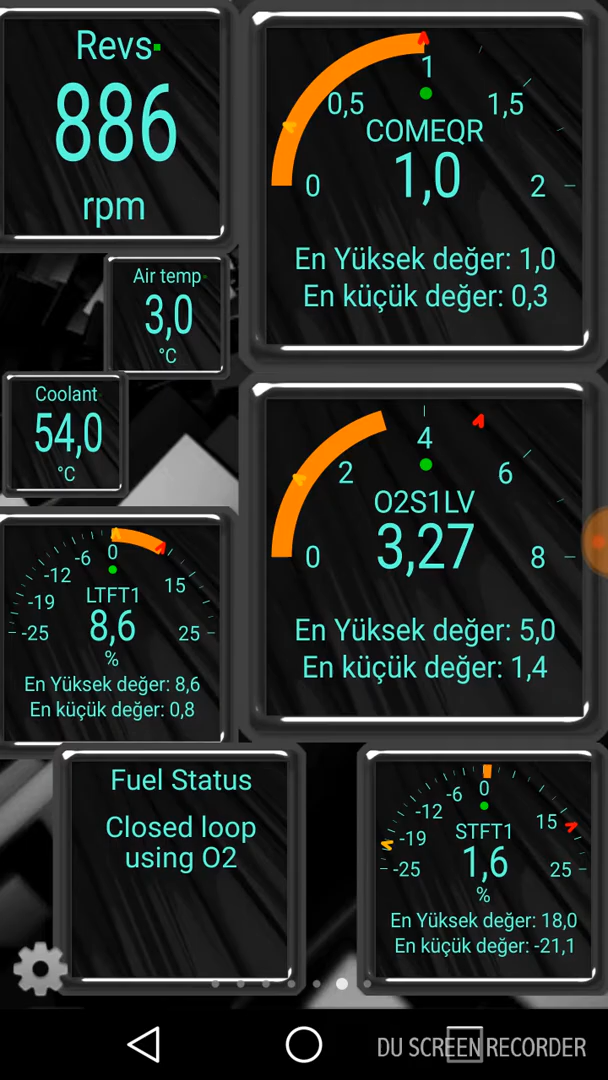 Revs
886
rpm
1
0,5
1,5
COMEQR
0
1,0
2
En Yüksek değer: 1,0
En küçük değer: 0,3
Air temp
3,0
°C
Coolant
54,0
°C
4
2
6
O2S1LV
0
3,27
8
En Yüksek değer: 5,0
En küçük değer: 1,4
0
-6
-12
15
-19
LTFT1
-25
8,6
25
%
En Yüksek değer: 8,6
En küçük değer: 0,8
Fuel Status
Closed loop
using O2
0
-6
-12
15
-19
STFT1
-25
1,6
25
%
En Yüksek değer: 18,0
En küçük değer: -21,1
DU SCREEN RECORDER